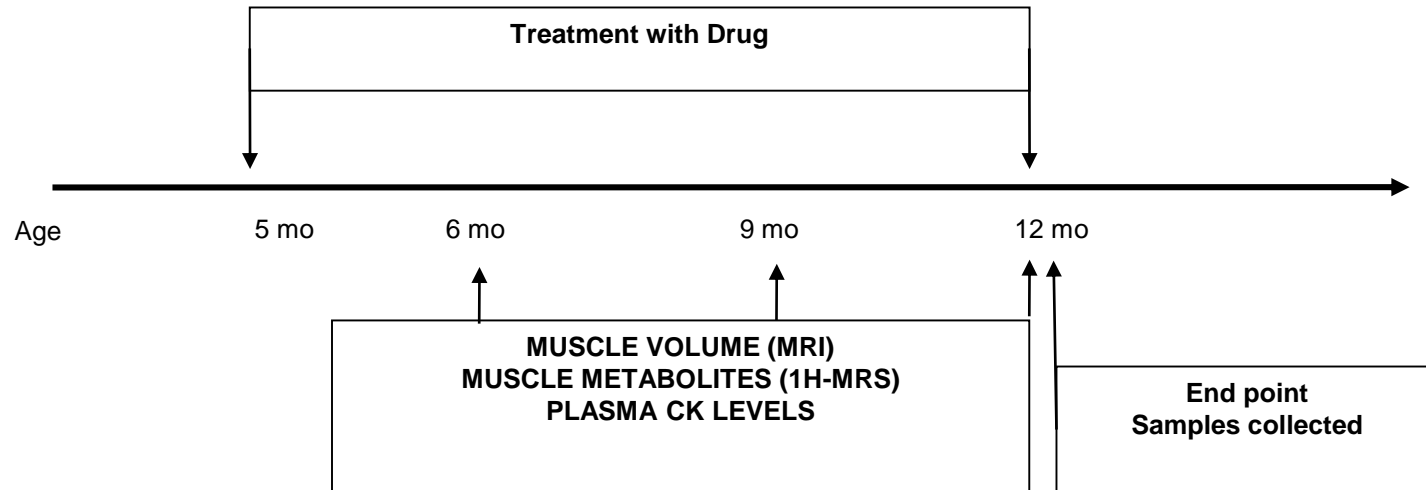 Treatment with Drug
Age
5 mo
6 mo
9 mo
12 mo
MUSCLE VOLUME (MRI)
MUSCLE METABOLITES (1H-MRS)
PLASMA CK LEVELS
End point
Samples collected